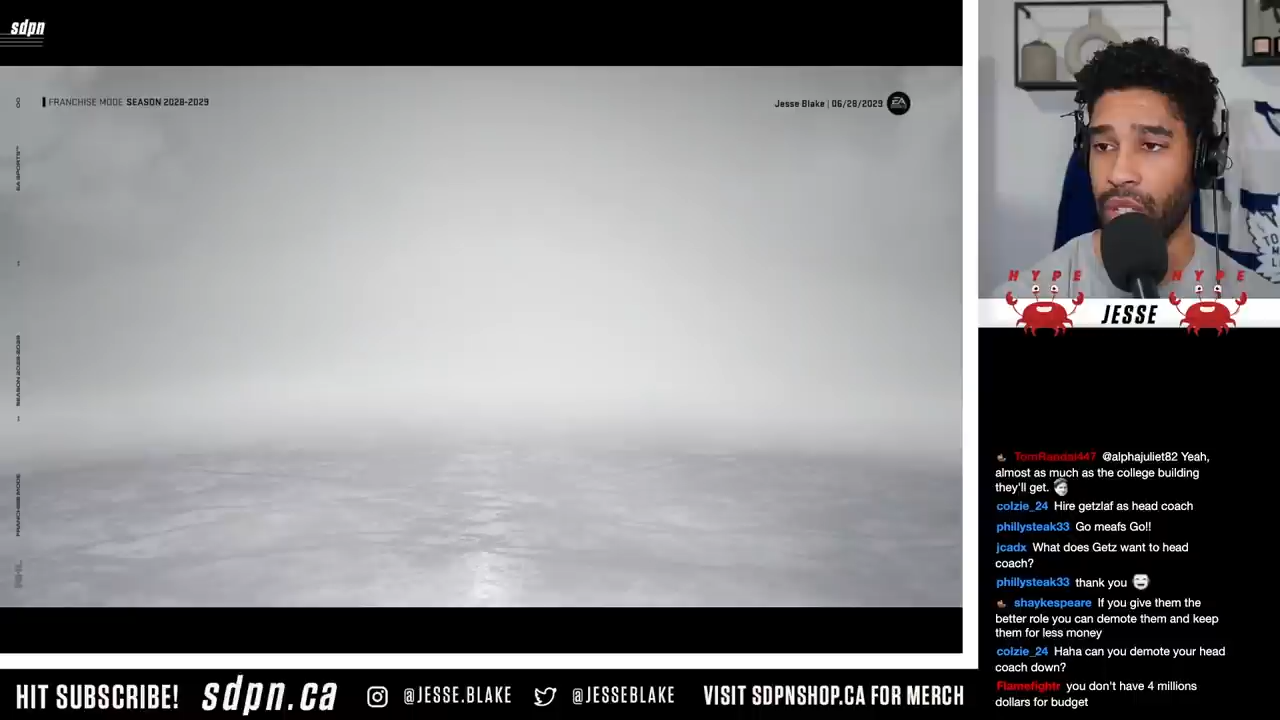 sdpn
FRANCHISE MODE SEASON 2028-2029
Jesse Blake | 06/28/2029
EA
HYPE
HYPE
JESSE
TomRandal447 @alphajuliet82 Yeah,
almost as much as the college building
they'll get.
colzie_24 Hire getzlaf as head coach
phillysteak33 Go meafs Go!!
jcadx What does Getz want to head
coach?
phillysteak33 thank you
shaykespeare If you give them the
better role you can demote them and keep
them for less money
colzie_24 Haha can you demote your head
coach down?
Flamefightr you don't have 4 millions
dollars for budget
HIT SUBSCRIBE! sdpn.ca @JESSE.BLAKE @JESSEBLAKE VISIT SDPNSHOP.CA FOR MERCH